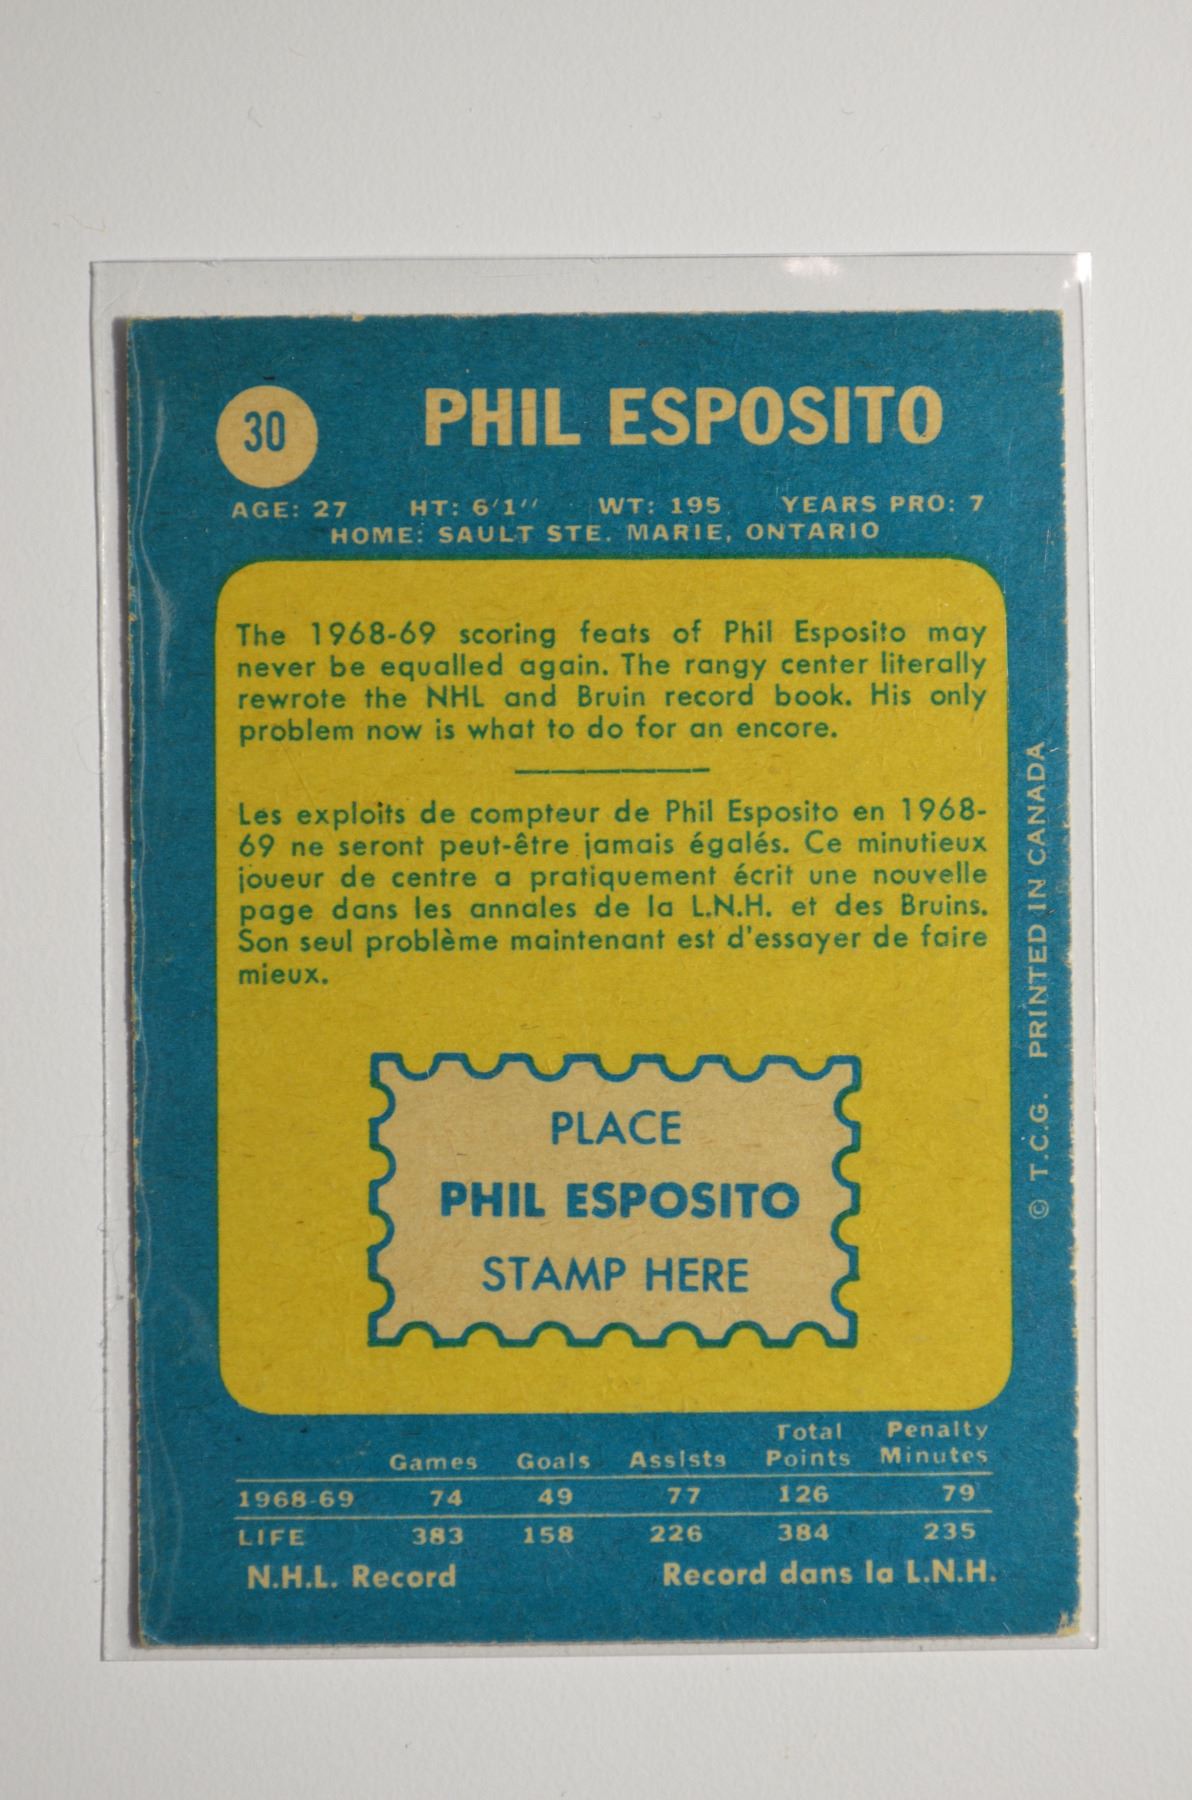 30
PHIL ESPOSITO
AGE: 27 HT: 6'1'' WT: 195 YEARS PRO: 7
HOME: SAULT STE. MARIE, ONTARIO
The 1968-69 scoring feats of Phil Esposito may
never be equalled again. The rangy center literally
rewrote the NHL and Bruin record book. His only
problem now is what to do for an encore.
Les exploits de compteur de Phil Esposito en 1968-
69 ne seront peut-être jamais égalés. Ce minutieux
joueur de centre a pratiquement écrit une nouvelle
page dans les annales de la L.N.H. et des Bruins.
Son seul problème maintenant est d'essayer de faire
mieux.
PLACE
PHIL ESPOSITO
STAMP HERE
© T.C.G. PRINTED IN CANADA
Games Goals Assists Total Points Penalty Minutes
1968-69 74 49 77 126 79
LIFE 383 158 226 384 235
N.H.L. Record Record dans la L.N.H.